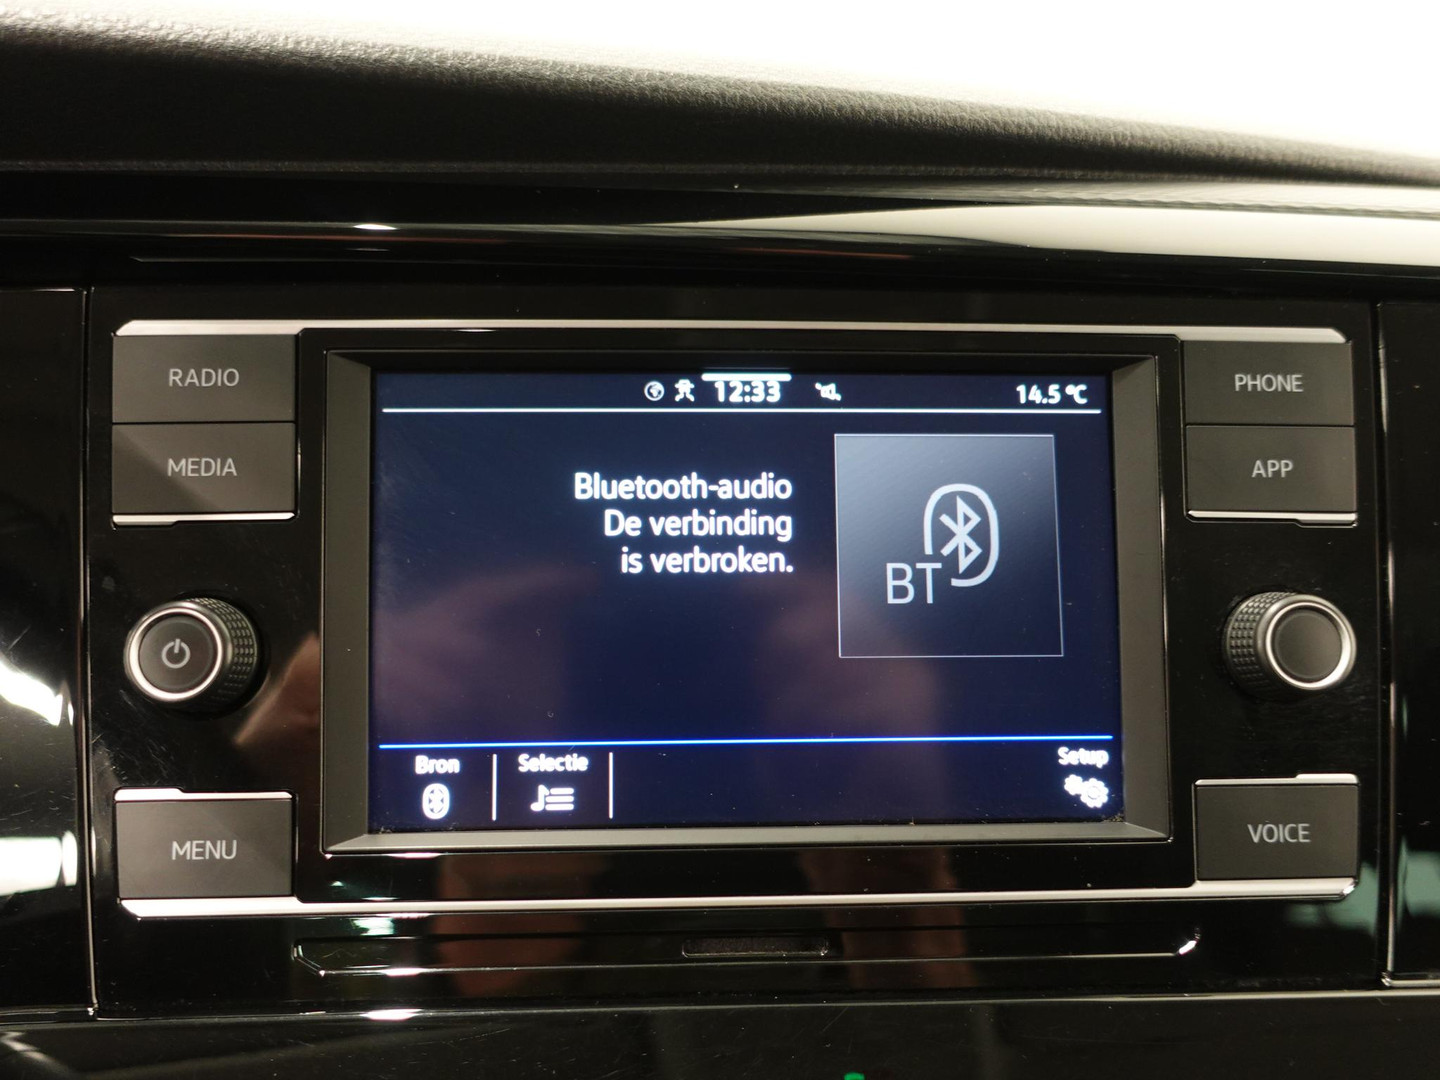 RADIO
MEDIA
MENU
PHONE
APP
VOICE
12:33
14.5 °C
Bluetooth-audio
De verbinding
is verbroken.
BT
Bron
Selectie
Setup